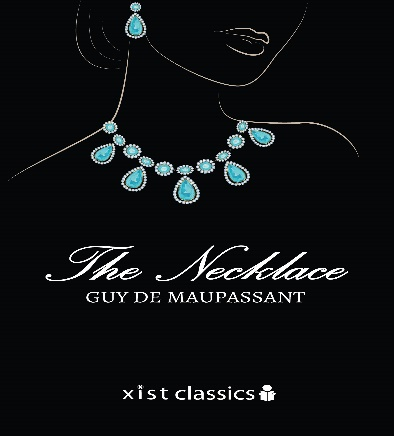 The Necklace
GUY DE MAUPASSANT
xist classics